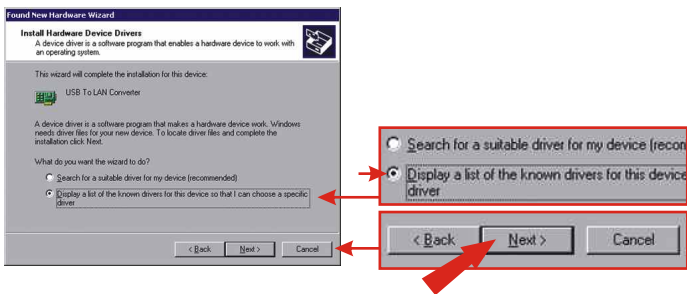 Found New Hardware Wizard
Install Hardware Device Drivers
A device driver is a software program that enables a hardware device to work with
an operating system.
This wizard will complete the installation for this device:
USB To LAN Converter
A device driver is a software program that makes a hardware device work. Windows
needs driver files for your new device. To locate driver files and complete the
installation click Next.
What do you want the wizard to do?
Search for a suitable driver for my device (recommended)
Display a list of the known drivers for this device so that I can choose a specific
driver
< Back Next > Cancel
Search for a suitable driver for my device (recon
Display a list of the known drivers for this device
driver
< Back Next > Cancel